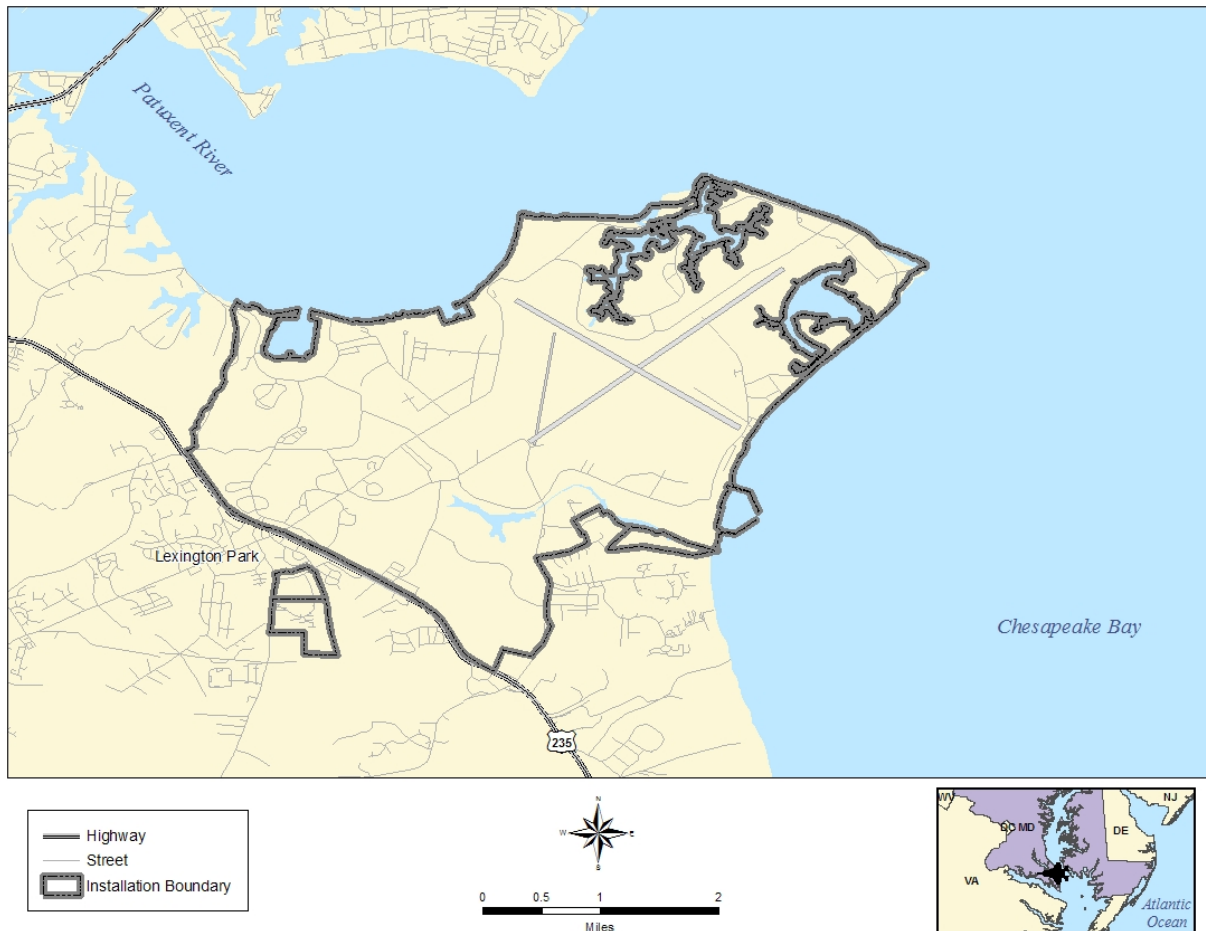 Patuxent River
Lexington Park
Chesapeake Bay
235
Highway
Street
Installation Boundary
N
W E
S
0 0.5 1 2
Miles
WV
NJ
DC MD
DE
VA
Atlantic
Ocean